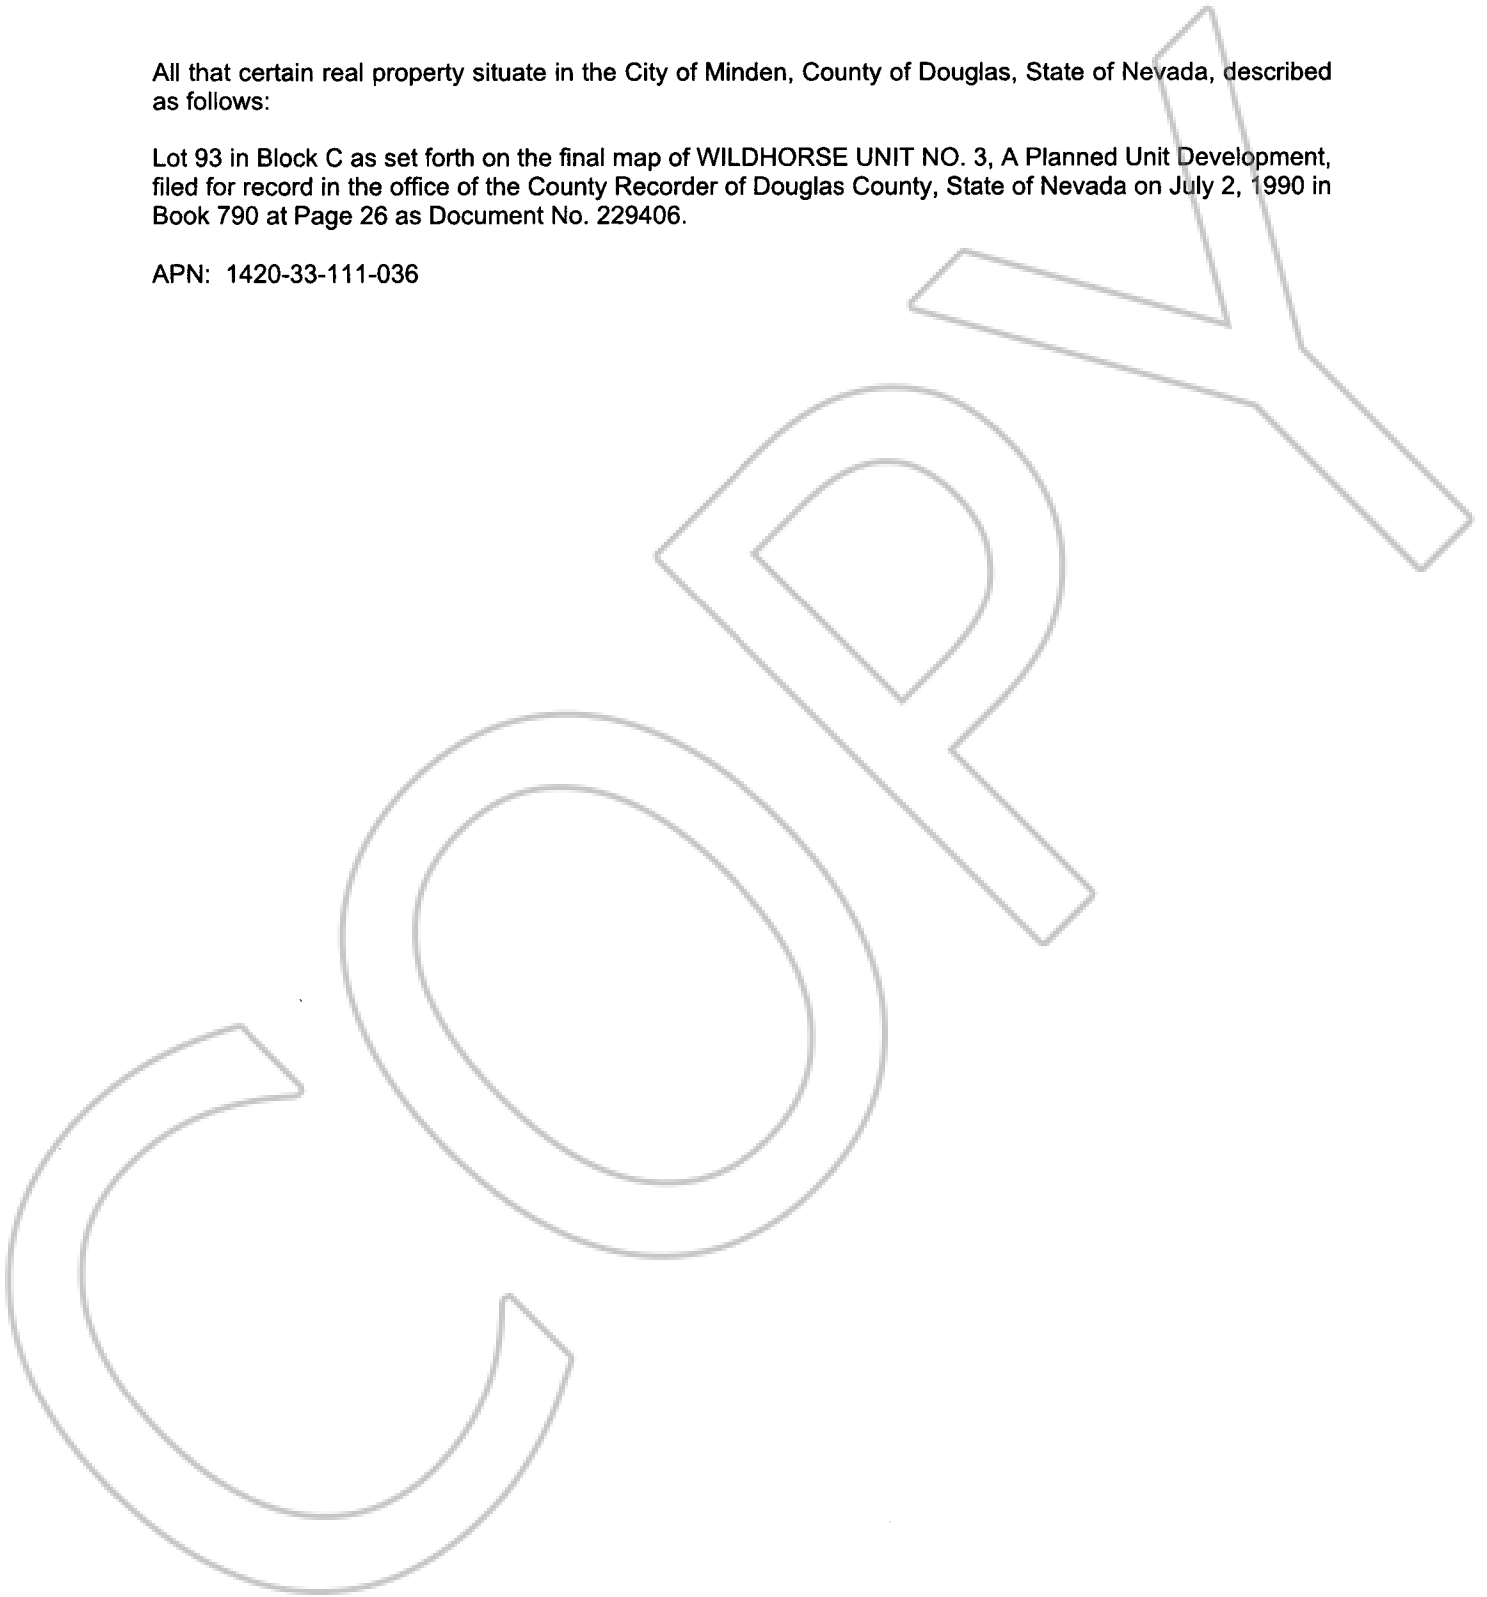 All that certain real property situate in the City of Minden, County of Douglas, State of Nevada, described
as follows:
Lot 93 in Block C as set forth on the final map of WILDHORSE UNIT NO. 3, A Planned Unit Development,
filed for record in the office of the County Recorder of Douglas County, State of Nevada on July 2, 1990 in
Book 790 at Page 26 as Document No. 229406.
APN: 1420-33-111-036
COPY